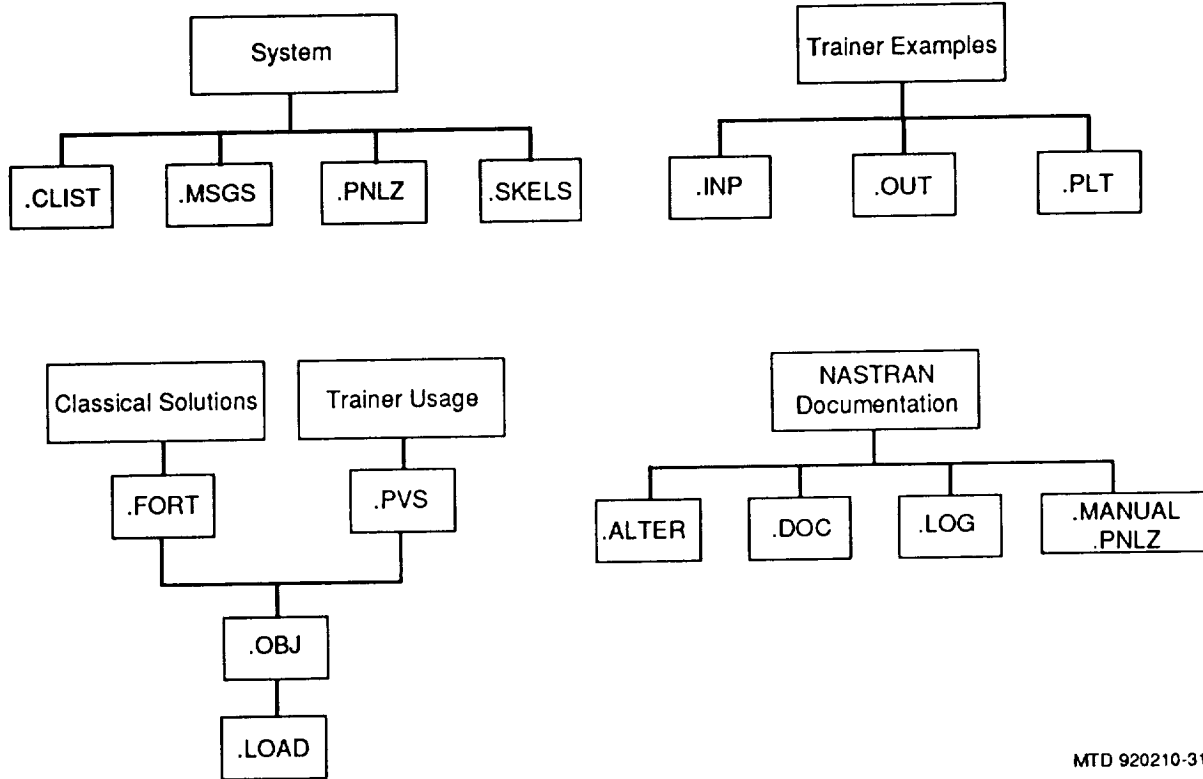 System
.CLIST
.MSGS
.PNLZ
.SKELS
Trainer Examples
.INP
.OUT
.PLT
Classical Solutions
Trainer Usage
.FORT
.PVS
.OBJ
.LOAD
NASTRAN
Documentation
.ALTER
.DOC
.LOG
.MANUAL
.PNLZ
MTD 920210-31